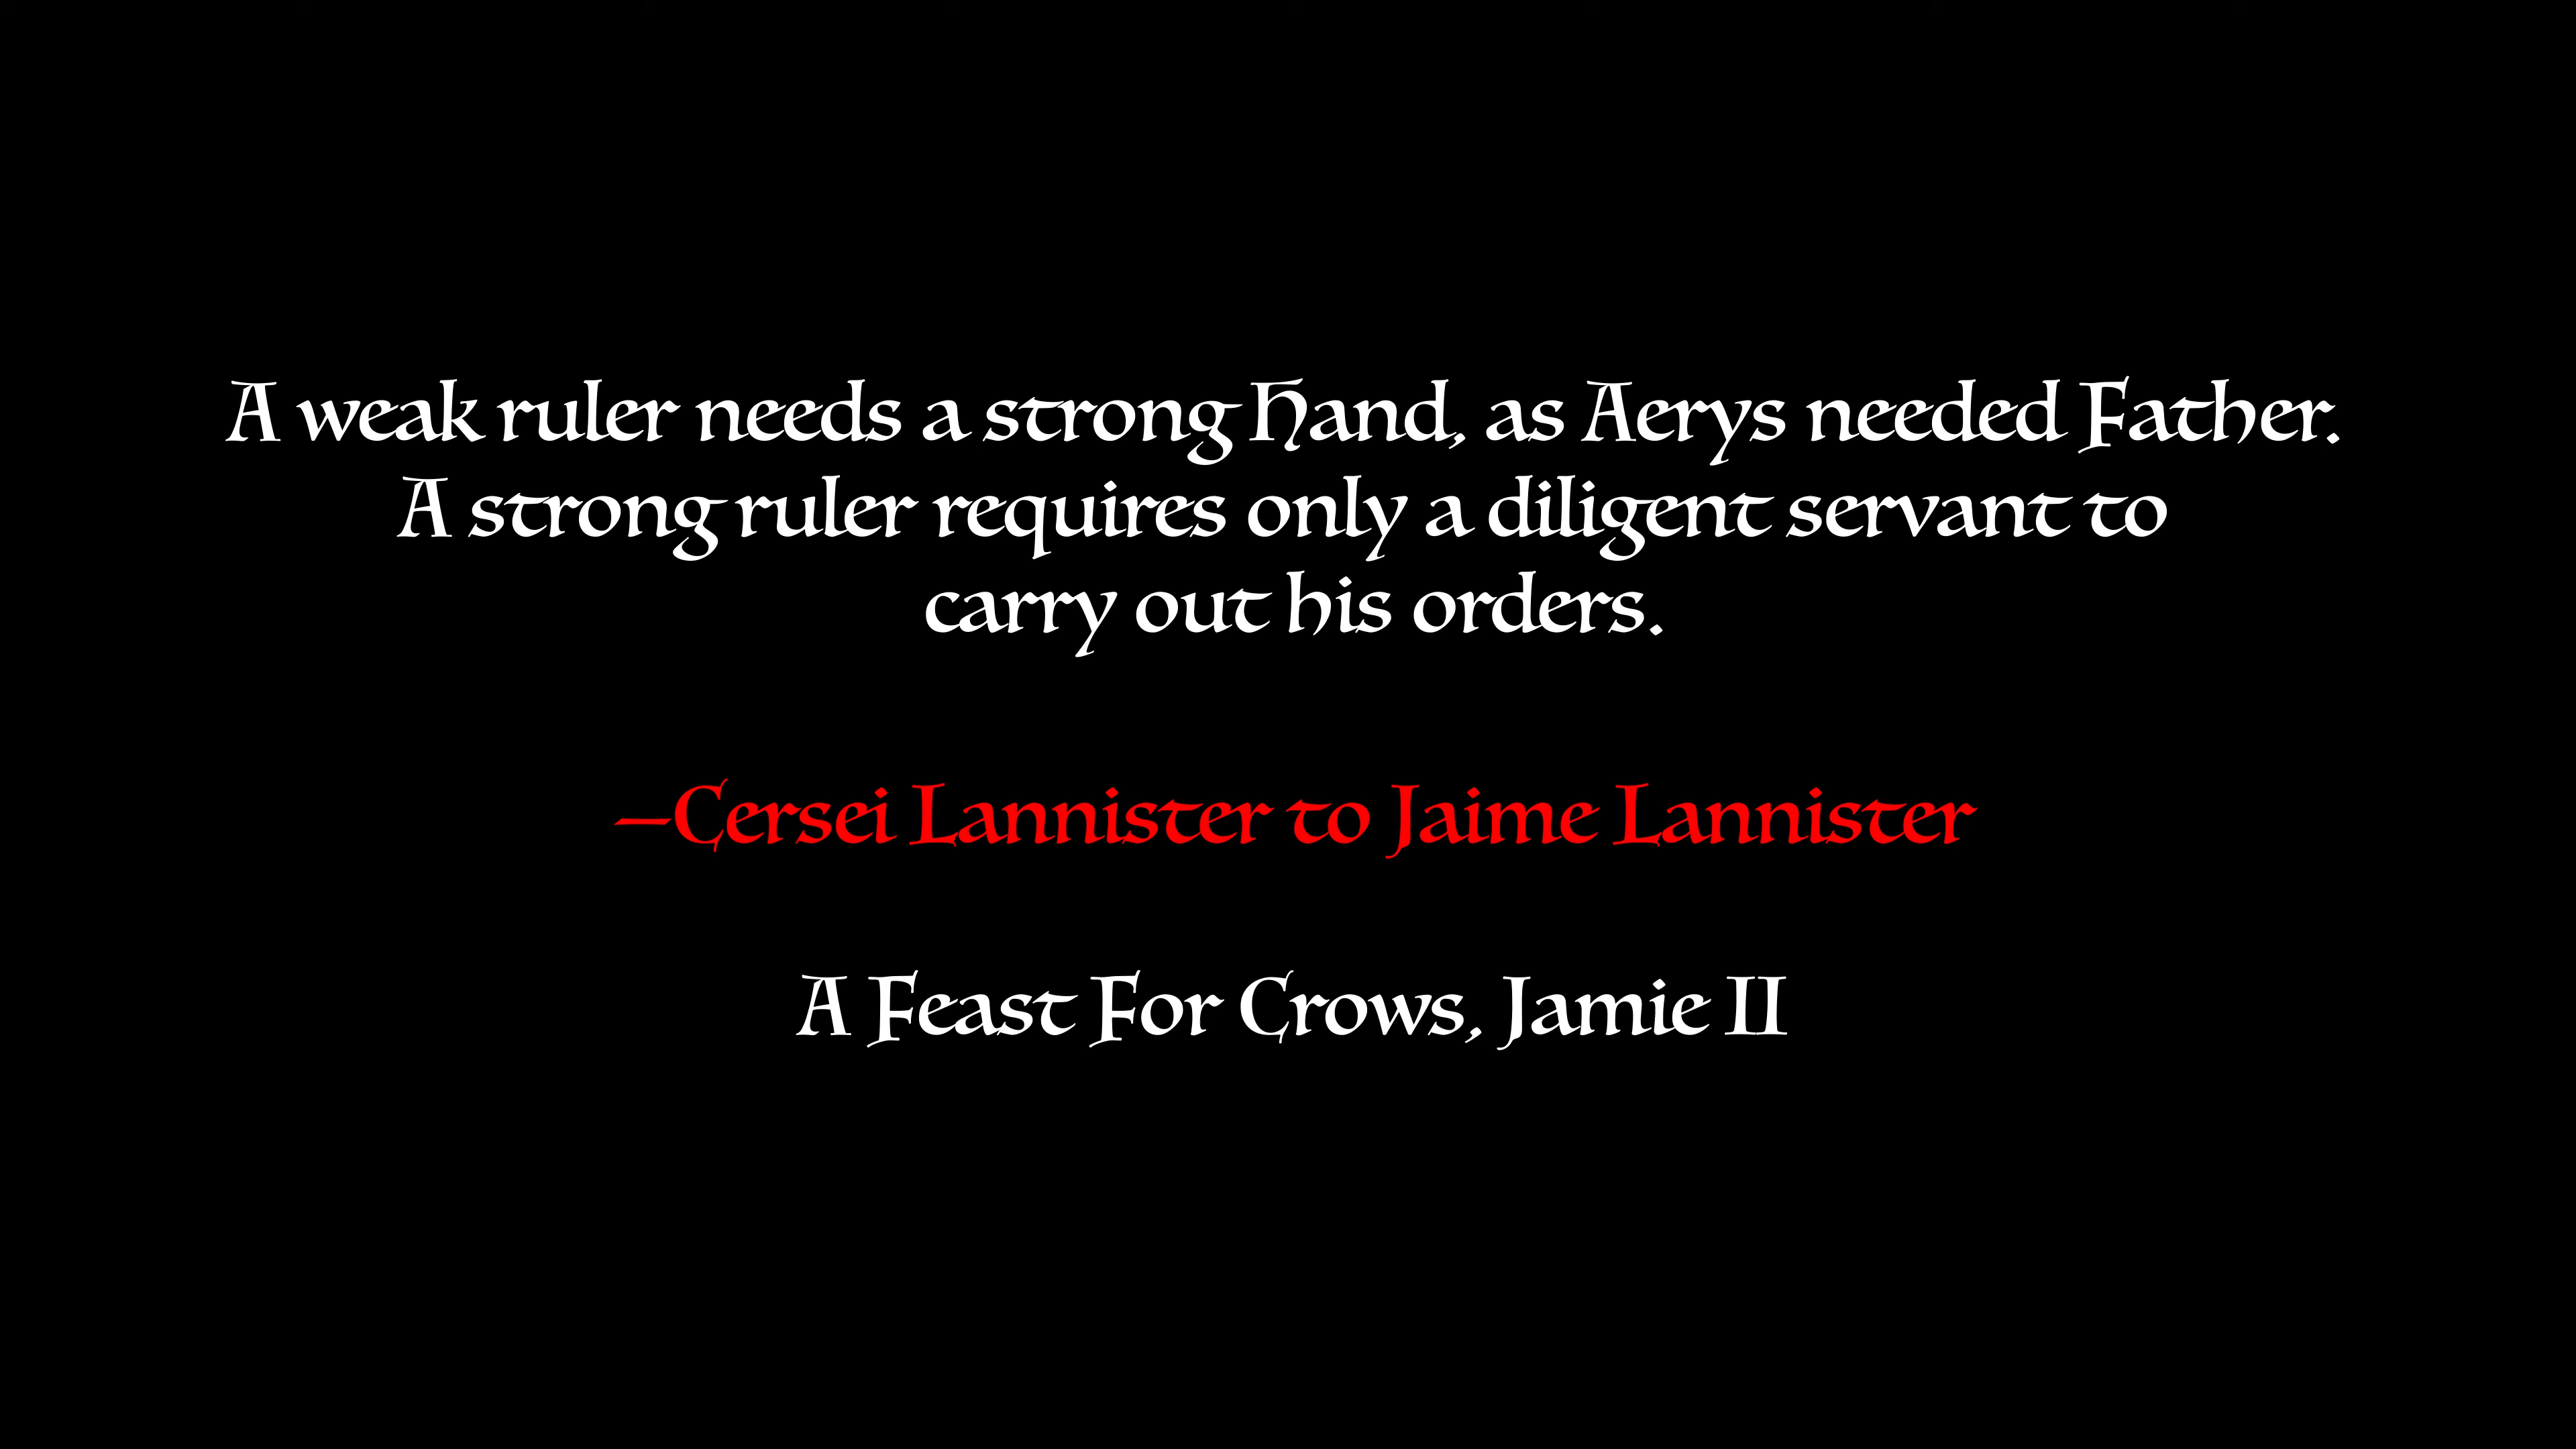 A weak ruler needs a strong Hand, as Aerys needed Father.
A strong ruler requires only a diligent servant to
carry out his orders.
—Cersei Lannister to Jaime Lannister
A Feast For Crows, Jamie II